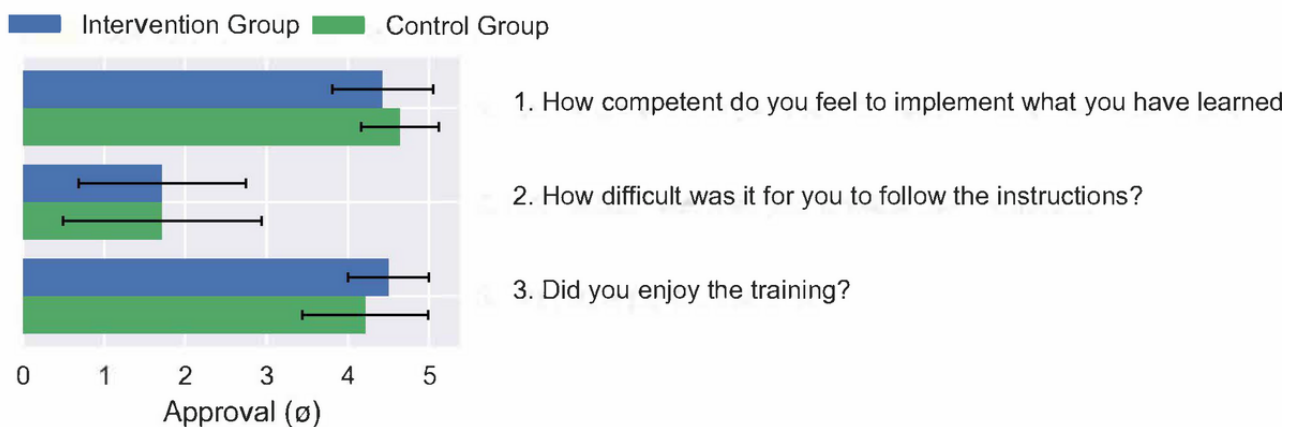 Intervention Group Control Group
1. How competent do you feel to implement what you have learned
2. How difficult was it for you to follow the instructions?
3. Did you enjoy the training?
0 1 2 3 4 5
Approval (ø)